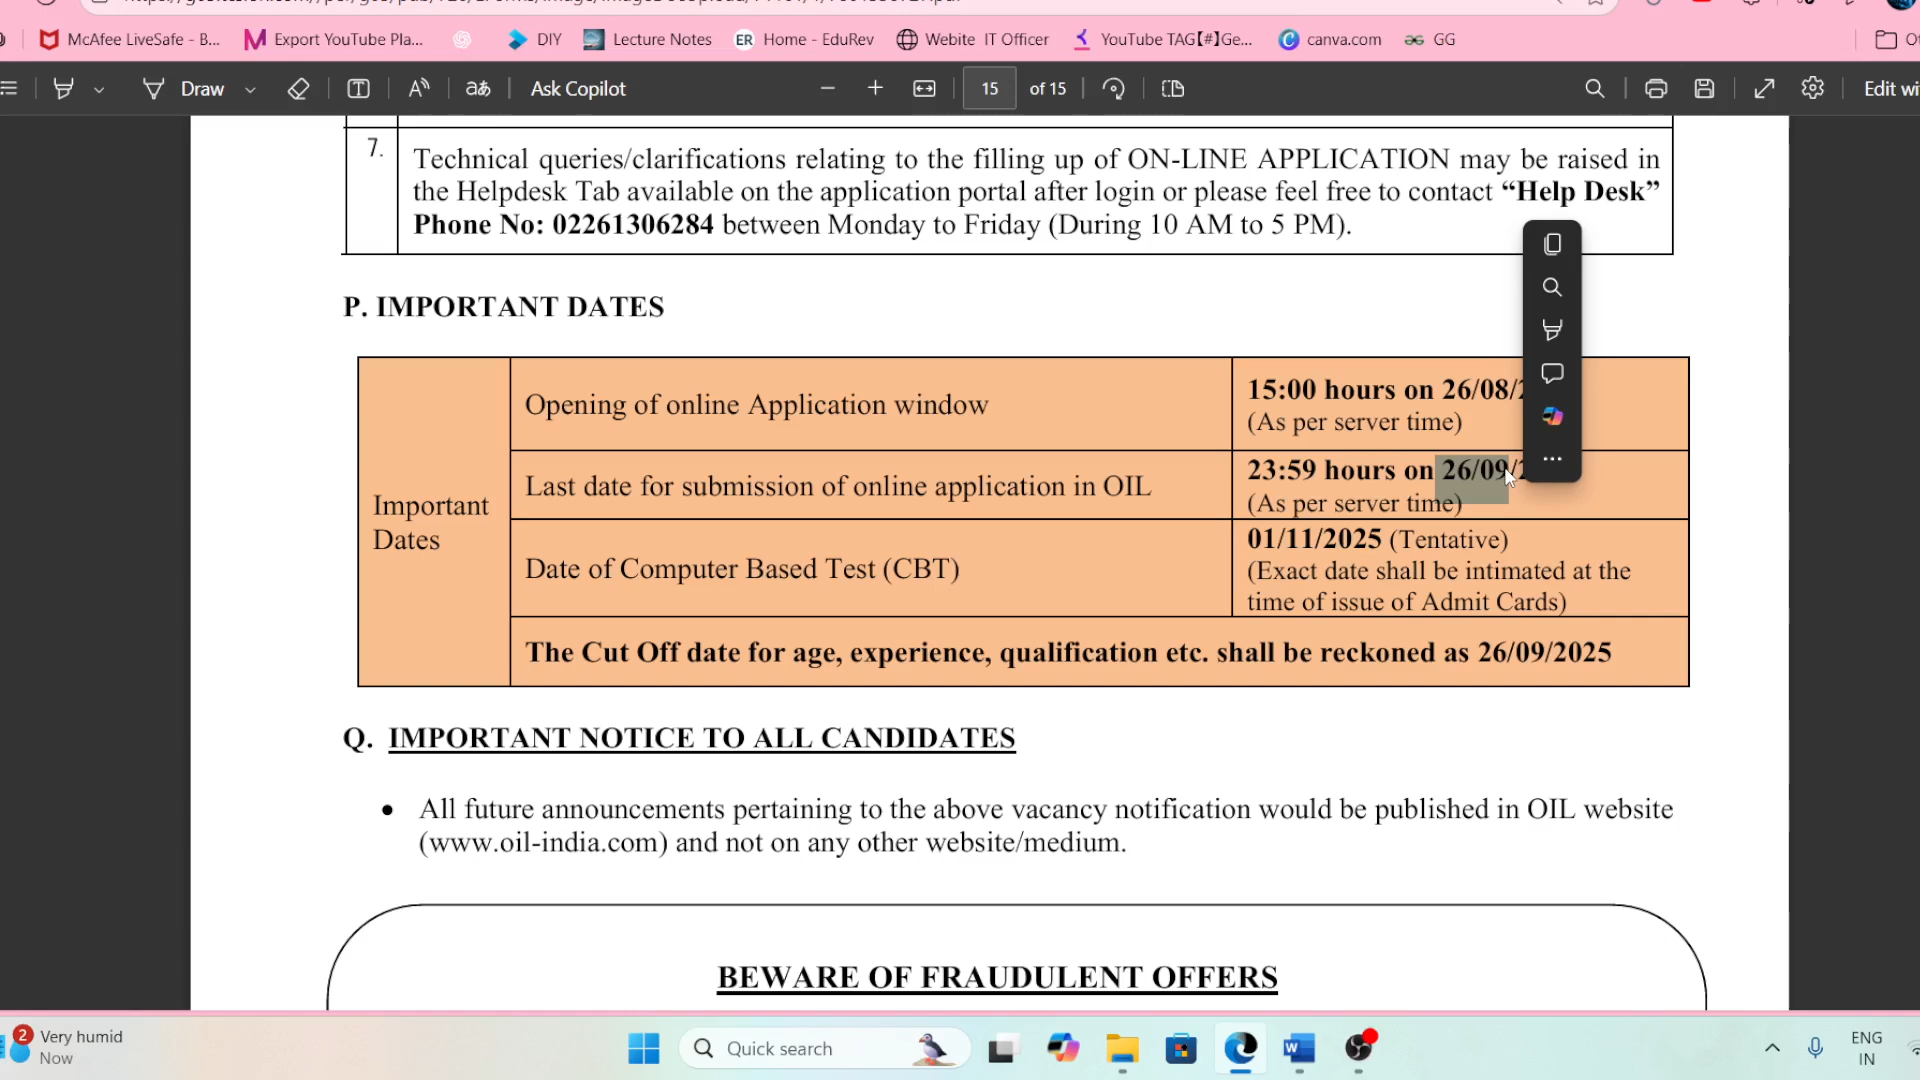 McAfee LiveSafe - B... Export YouTube Pla... DIY Lecture Notes ER Home - EduRev Webite IT Officer YouTube TAG【#】Ge... canva.com GG
Draw Ask Copilot 15 of 15 Edit wi
7. Technical queries/clarifications relating to the filling up of ON-LINE APPLICATION may be raised in
the Helpdesk Tab available on the application portal after login or please feel free to contact “Help Desk”
Phone No: 02261306284 between Monday to Friday (During 10 AM to 5 PM).
P. IMPORTANT DATES
Important
Dates
Opening of online Application window
15:00 hours on 26/08/
(As per server time)
Last date for submission of online application in OIL
23:59 hours on 26/09/
(As per server time)
Date of Computer Based Test (CBT)
01/11/2025 (Tentative)
(Exact date shall be intimated at the
time of issue of Admit Cards)
The Cut Off date for age, experience, qualification etc. shall be reckoned as 26/09/2025
Q. IMPORTANT NOTICE TO ALL CANDIDATES
• All future announcements pertaining to the above vacancy notification would be published in OIL website
(www.oil-india.com) and not on any other website/medium.
BEWARE OF FRAUDULENT OFFERS
2 Very humid
Now
Quick search
ENG
IN